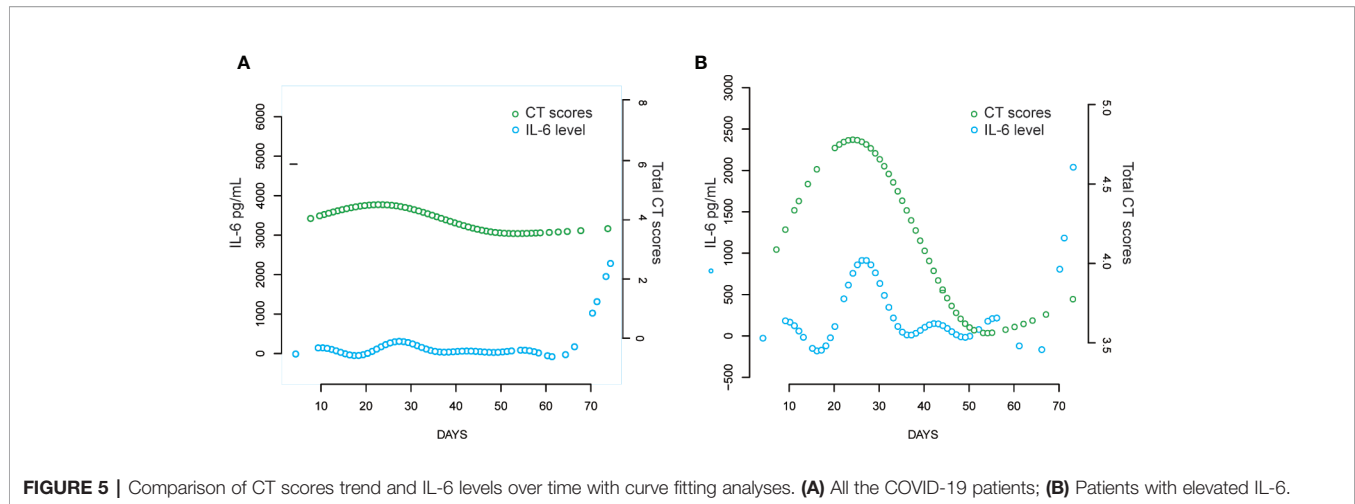 A
B
6000
5000
4000
3000
2000
1000
0
IL-6 pg/mL
CT scores
IL-6 level
8
6
4
2
0
Total CT scores
10 20 30 40 50 60 70
DAYS
3000
2500
2000
1500
1000
500
0
−500
IL-6 pg/mL
CT scores
IL-6 level
5.0
4.5
4.0
3.5
Total CT scores
10 20 30 40 50 60 70
DAYS
FIGURE 5 | Comparison of CT scores trend and IL-6 levels over time with curve fitting analyses. (A) All the COVID-19 patients; (B) Patients with elevated IL-6.